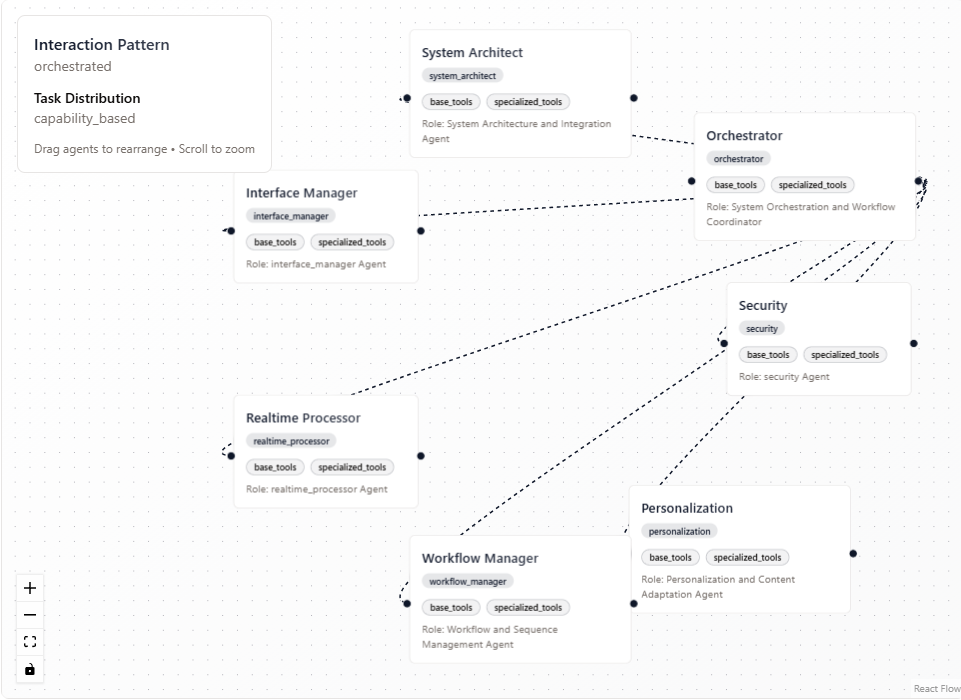 Interaction Pattern
orchestrated
Task Distribution
capability_based
Drag agents to rearrange • Scroll to zoom
System Architect
system_architect
base_tools specialized_tools
Role: System Architecture and Integration
Agent
Orchestrator
orchestrator
base_tools specialized_tools
Role: System Orchestration and Workflow
Coordinator
Interface Manager
interface_manager
base_tools specialized_tools
Role: interface_manager Agent
Security
security
base_tools specialized_tools
Role: security Agent
Realtime Processor
realtime_processor
base_tools specialized_tools
Role: realtime_processor Agent
Personalization
personalization
base_tools specialized_tools
Role: Personalization and Content
Adaptation Agent
Workflow Manager
workflow_manager
base_tools specialized_tools
Role: Workflow and Sequence
Management Agent
React Flow